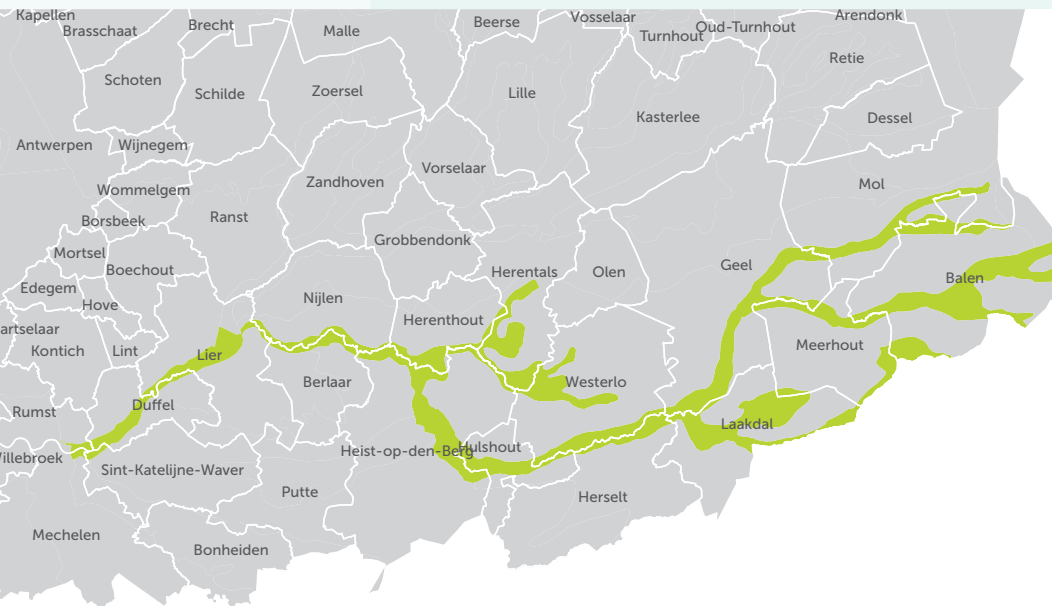 Kapellen
Brasschaat
Brecht
Malle
Beerse
Vosselaar
Turnhout
Oud-Turnhout
Arendonk
Retie
Schoten
Schilde
Zoersel
Lille
Kasterlee
Dessel
Antwerpen
Wijnegem
Vorselaar
Zandhoven
Mol
Wommelgem
Borsbeek
Ranst
Grobbendonk
Mortsel
Boechout
Herentals
Olen
Geel
Balen
Edegem
Hove
Nijlen
Herenthout
artselaar
Kontich
Lint
Lier
Meerhout
Berlaar
Westerlo
Rumst
Duffel
Laakdal
Heist-op-den-Berg
Hulshout
illebroek
Sint-Katelijne-Waver
Putte
Herselt
Mechelen
Bonheiden